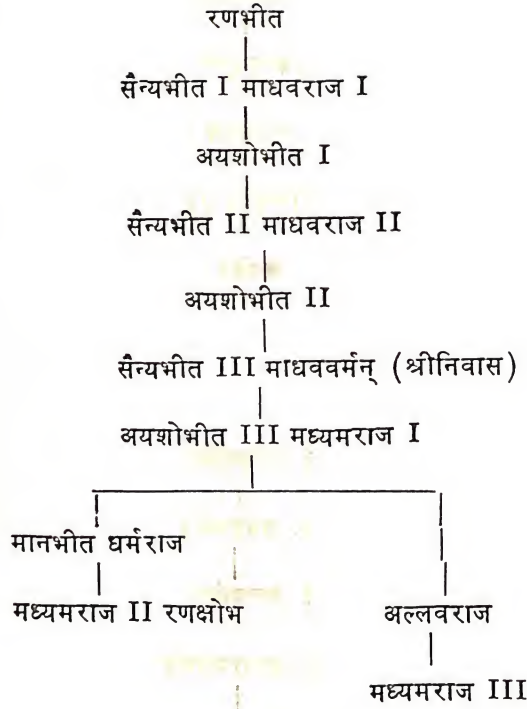 रणभीत
सैन्यभीत I माधवराज I
अयशोभीत I
सैन्यभीत II माधवराज II
अयशोभीत II
सैन्यभीत III माधववर्मन् (श्रीनिवास)
अयशोभीत III मध्यमराज I
मानभीत धर्मराज
मध्यमराज II रणक्षोभ अल्लवराज
मध्यमराज III